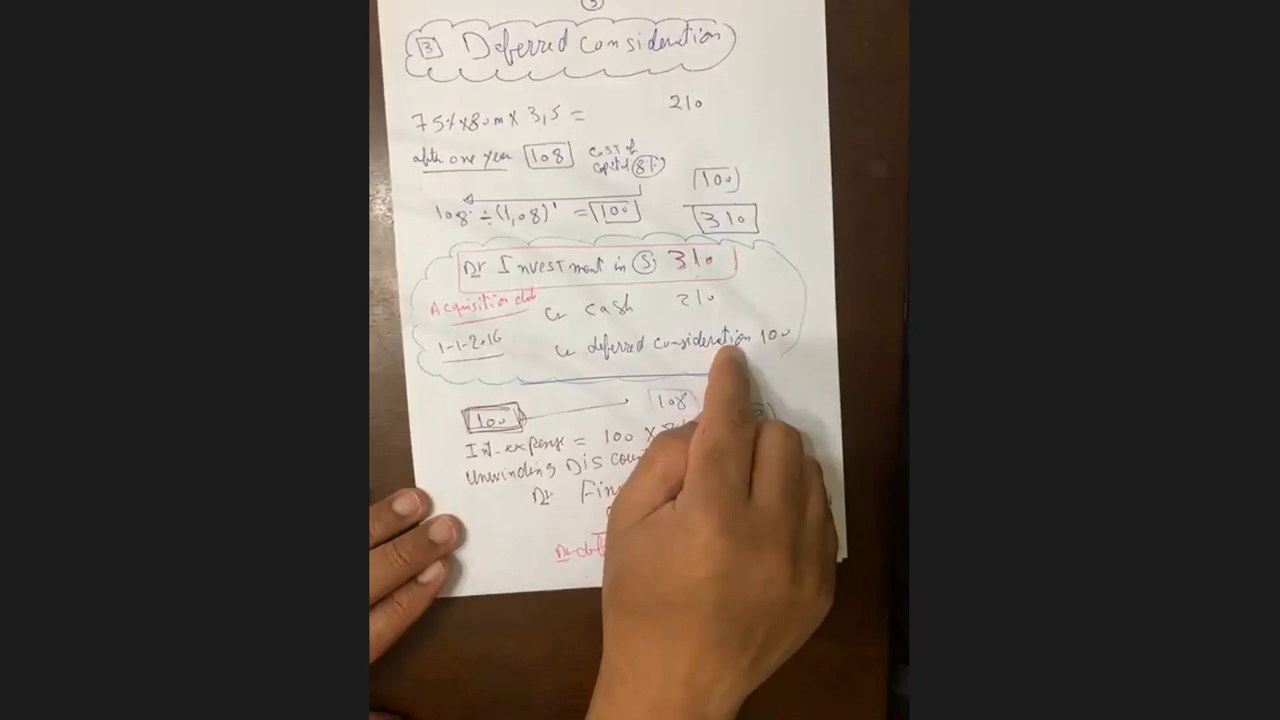 3 Deferred consideration
75% x 80m x 3,5 = 210
after one year 108 cost of capital 8%
100
108 ÷ (1,08)¹ = 100
310
Dr Investment in S 310
Acquisition date
Cr cash 210
1-1-2016
Cr deferred consideration 100
100 108
Int. expense = 100 x
Unwinding Dis
Dr
Dr